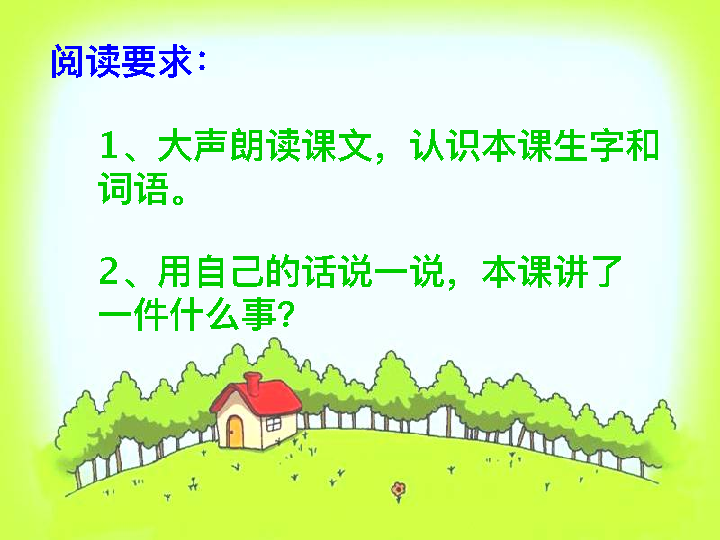 阅读要求：
1、大声朗读课文，认识本课生字和
词语。
2、用自己的话说一说，本课讲了
一件什么事？